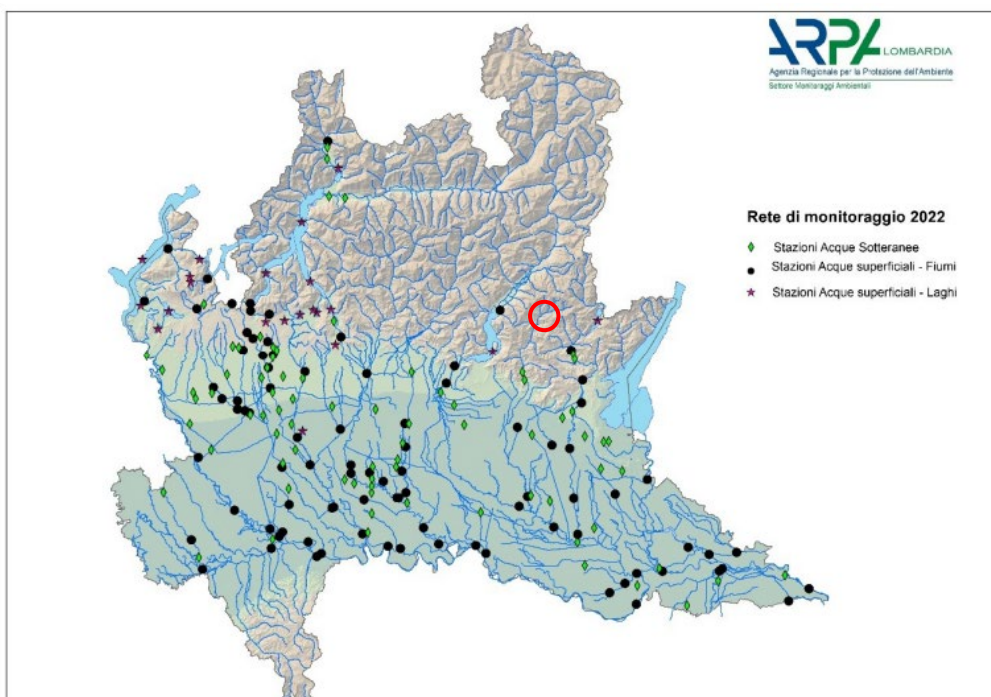 ARPA LOMBARDIA
Agenzia Regionale per la Protezione dell'Ambiente
Settore Monitoraggi Ambientali
Rete di monitoraggio 2022
Stazioni Acque Sotteranee
Stazioni Acque superficiali - Fiumi
Stazioni Acque superficiali - Laghi